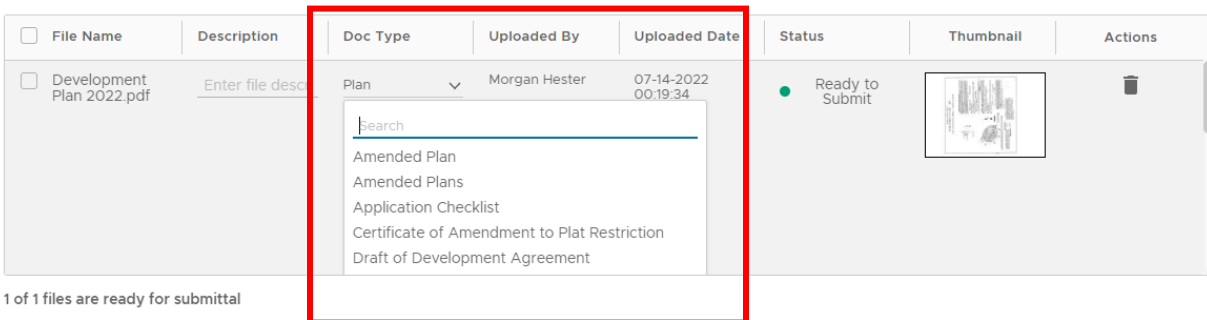 File Name Description Doc Type Uploaded By Uploaded Date Status Thumbnail Actions
Development Plan 2022.pdf
Enter file descr
Plan
Morgan Hester
07-14-2022
00:19:34
Ready to
Submit
Search
Amended Plan
Amended Plans
Application Checklist
Certificate of Amendment to Plat Restriction
Draft of Development Agreement
1 of 1 files are ready for submittal